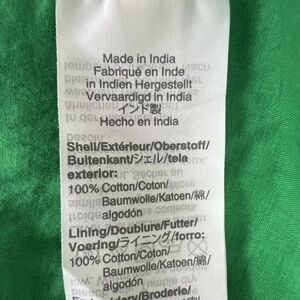 Made in India
Fabriqué en Inde
in Indien Hergestellt
Vervaardigd in India
インド製
Hecho en India
Shell/Extérieur/Oberstoff/
Buitenkant/シェル/tela
exterior:
100% Cotton/Coton/
Baumwolle/Katoen/綿/
algodón
Lining/Doublure/Futter/
Voering/ライニング/forro:
100% Cotton/Coton/
Baumwolle/Katoen/綿/
algodón